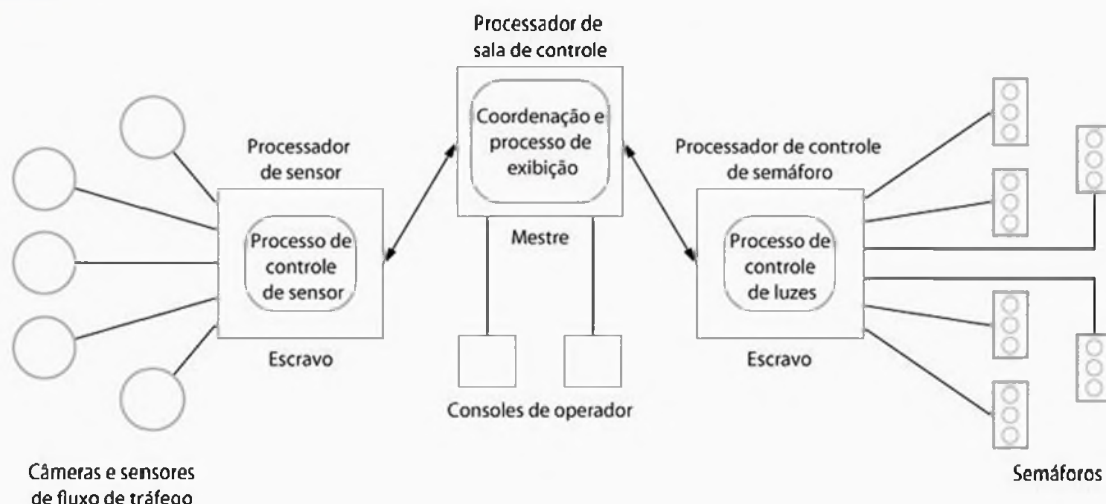 Processador de
sala de controle
Coordenação e
processo de
exibição
Mestre
Processador
de sensor
Processo de
controle
de sensor
Escravo
Processador de controle
de semáforo
Processo de
controle
de luzes
Escravo
Consoles de operador
Câmeras e sensores
de fluxo de tráfego
Semáforos